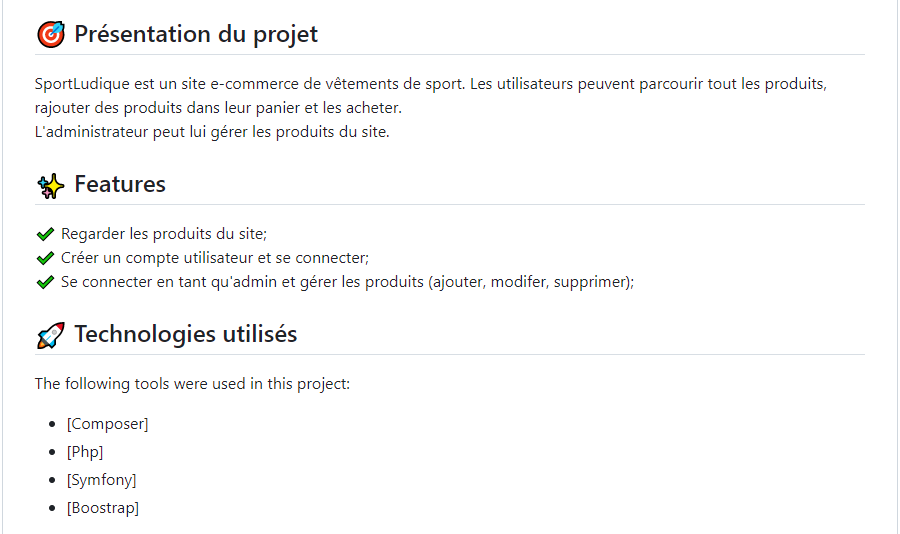 Présentation du projet
SportLudique est un site e-commerce de vêtements de sport. Les utilisateurs peuvent parcourir tout les produits,
rajouter des produits dans leur panier et les acheter.
L'administrateur peut lui gérer les produits du site.
Features
Regarder les produits du site;
Créer un compte utilisateur et se connecter;
Se connecter en tant qu'admin et gérer les produits (ajouter, modifer, supprimer);
Technologies utilisés
The following tools were used in this project:
[Composer]
[Php]
[Symfony]
[Boostrap]